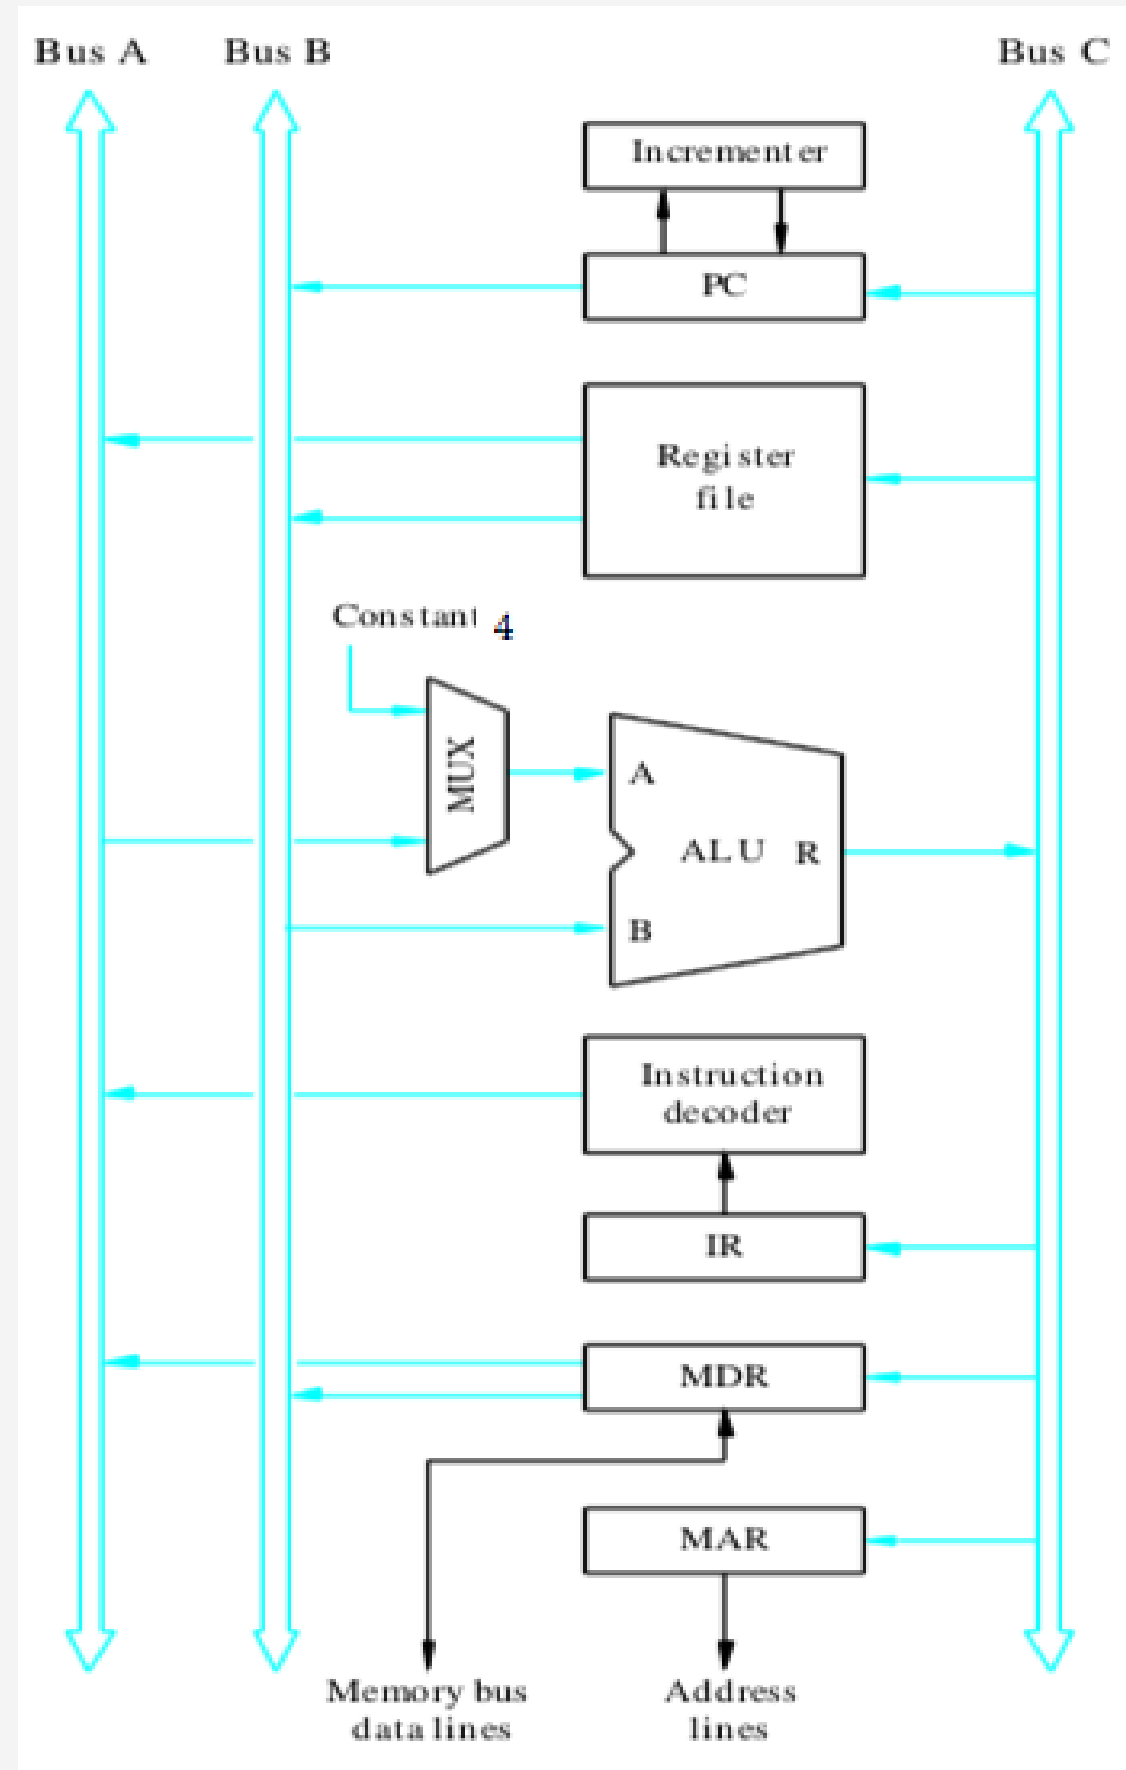 Bus A
Bus B
Bus C
Incrementer
PC
Register
file
Constant 4
MUX
A
ALU R
B
Instruction
decoder
IR
MDR
MAR
Memory bus
data lines
Address
lines